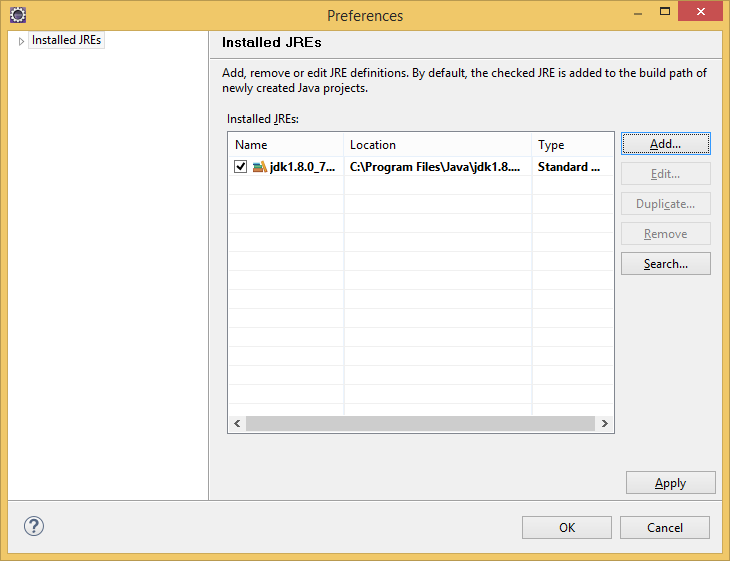 Preferences
Installed JREs
Installed JREs
Add, remove or edit JRE definitions. By default, the checked JRE is added to the build path of
newly created Java projects.
Installed JREs:
Name Location Type
jdk1.8.0_7... C:\Program Files\Java\jdk1.8.... Standard ...
Add...
Edit...
Duplicate...
Remove
Search...
Apply
OK Cancel